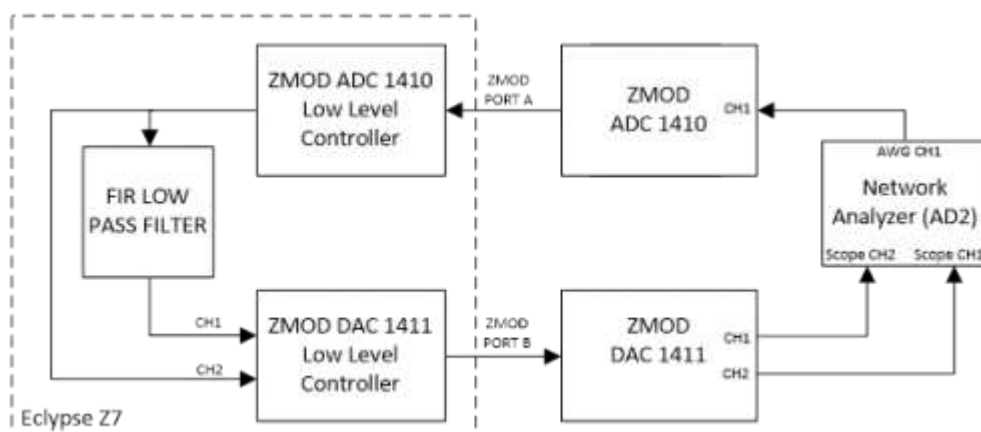 ZMOD ADC 1410
Low Level
Controller
ZMOD
PORT A
ZMOD
ADC 1410
CH1
AWG CH1
Network
Analyzer (AD2)
Scope CH2
Scope CH1
FIR LOW
PASS FILTER
CH1
CH2
ZMOD DAC 1411
Low Level
Controller
ZMOD
PORT B
ZMOD
DAC 1411
CH1
CH2
Eclypse Z7